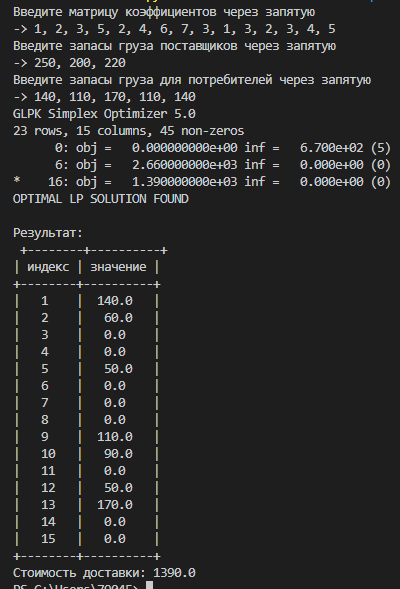 Введите матрицу коэффициентов через запятую
-> 1, 2, 3, 5, 2, 4, 6, 7, 3, 1, 3, 2, 3, 4, 5
Введите запасы груза поставщиков через запятую
-> 250, 200, 220
Введите запасы груза для потребителей через запятую
-> 140, 110, 170, 110, 140
GLPK Simplex Optimizer 5.0
23 rows, 15 columns, 45 non-zeros
      0: obj =   0.000000000e+00 inf =   6.700e+02 (5)
      6: obj =   2.660000000e+03 inf =   0.000e+00 (0)
*    16: obj =   1.390000000e+03 inf =   0.000e+00 (0)
OPTIMAL LP SOLUTION FOUND
Результат:
+--------+----------+
| индекс | значение |
+--------+----------+
|   1    |  140.0   |
|   2    |   60.0   |
|   3    |   0.0    |
|   4    |   0.0    |
|   5    |   50.0   |
|   6    |   0.0    |
|   7    |   0.0    |
|   8    |   0.0    |
|   9    |  110.0   |
|   10   |   90.0   |
|   11   |   0.0    |
|   12   |   50.0   |
|   13   |  170.0   |
|   14   |   0.0    |
|   15   |   0.0    |
+--------+----------+
Стоимость доставки: 1390.0